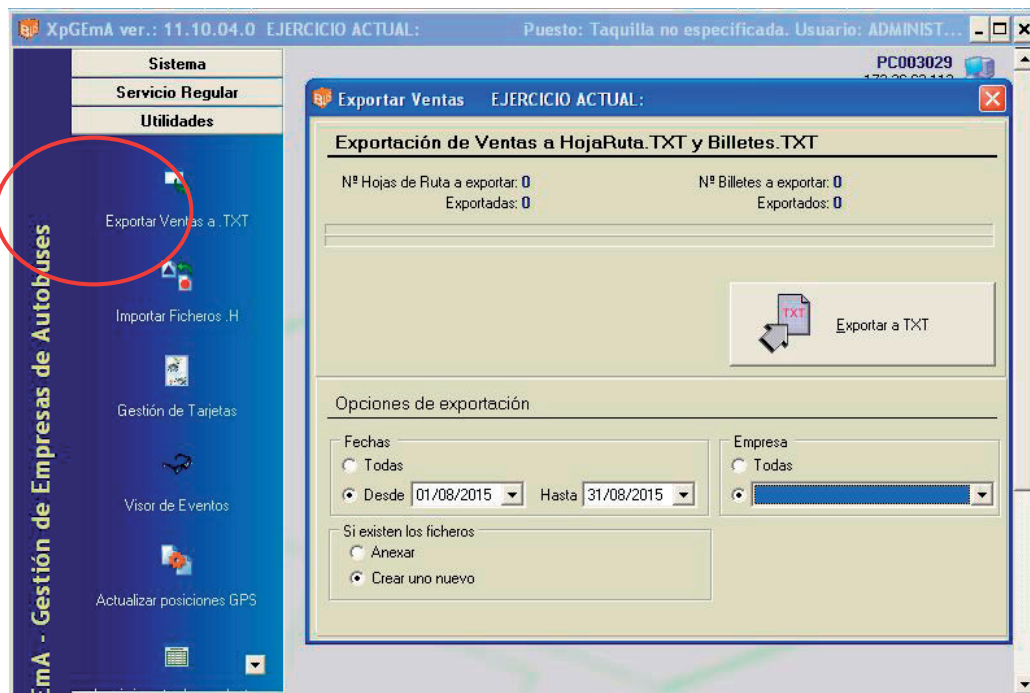 XpGEmA ver.: 11.10.04.0 EJERCICIO ACTUAL: Puesto: Taquilla no especificada. Usuario: ADMINIST...
Sistema
Servicio Regular
Utilidades
Exportar Ventas a .TXT
Importar Ficheros .H
Gestión de Tarjetas
Visor de Eventos
Actualizar posiciones GPS
EmA - Gestión de Empresas de Autobuses
PC003029
Exportar Ventas EJERCICIO ACTUAL:
Exportación de Ventas a HojaRuta.TXT y Billetes.TXT
Nº Hojas de Ruta a exportar: 0 Nº Billetes a exportar: 0
Exportadas: 0 Exportados: 0
TXT
Exportar a TXT
Opciones de exportación
Fechas
Todas
Desde 01/08/2015 Hasta 31/08/2015
Empresa
Todas
Si existen los ficheros
Anexar
Crear uno nuevo